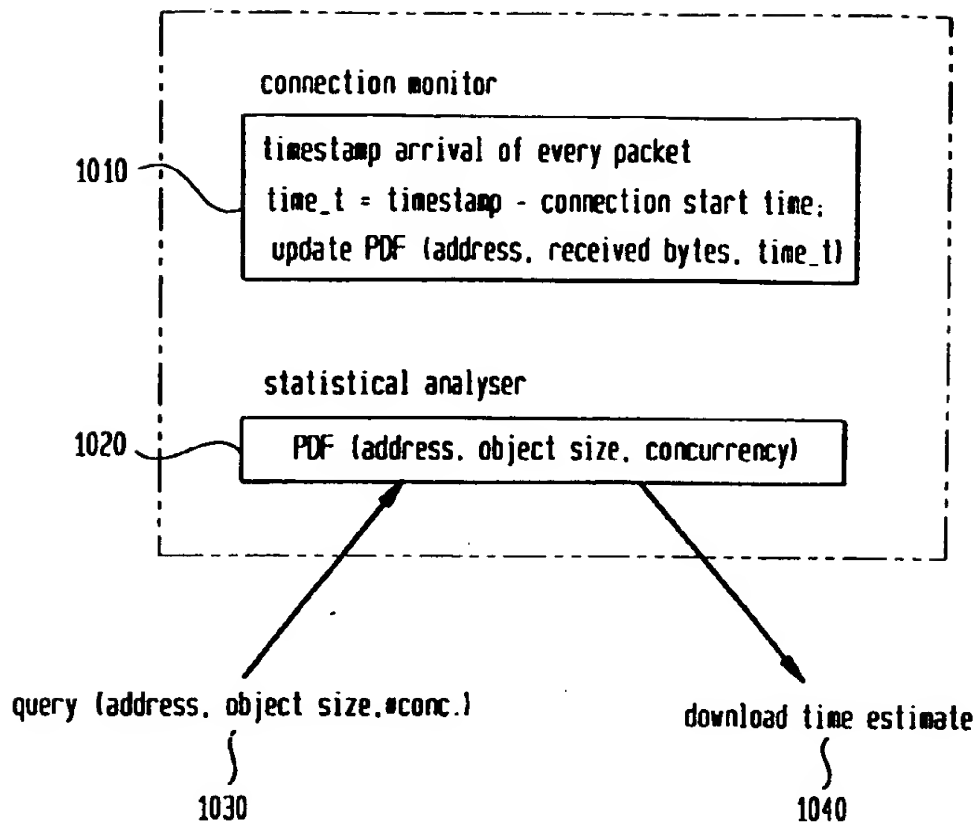 connection monitor
1010
timestamp arrival of every packet
time_t = timestamp - connection start time;
update PDF (address, received bytes, time_t)
statistical analyser
1020
PDF (address, object size, concurrency)
query (address, object size,#conc.)
download time estimate
1030
1040